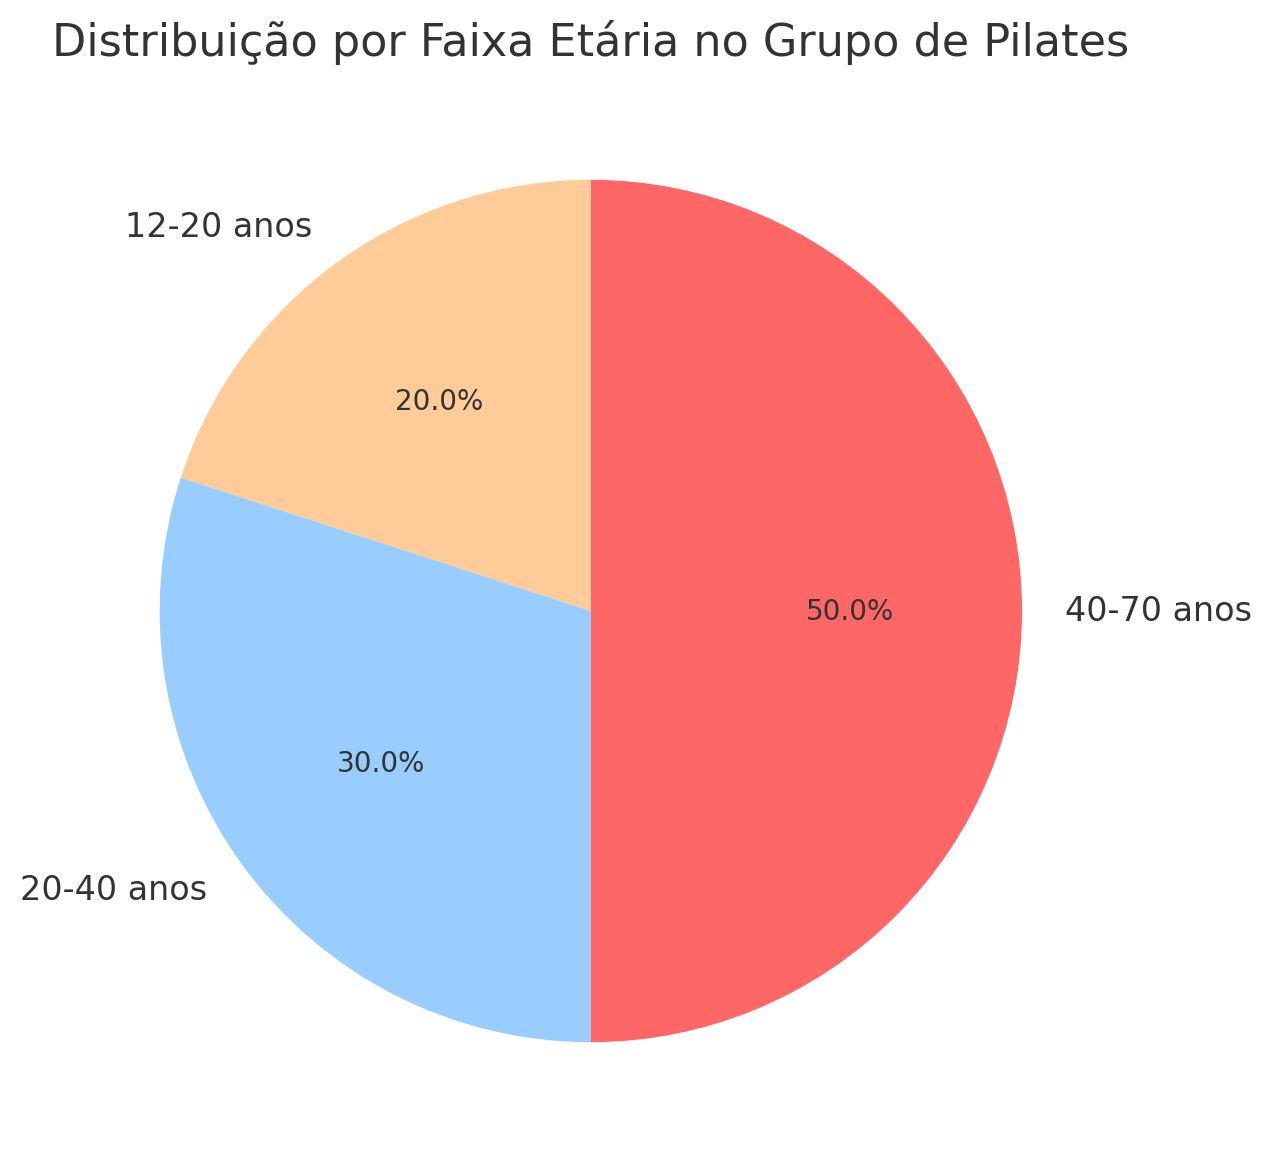 Distribuição por Faixa Etária no Grupo de Pilates
12-20 anos
20.0%
50.0%
40-70 anos
30.0%
20-40 anos